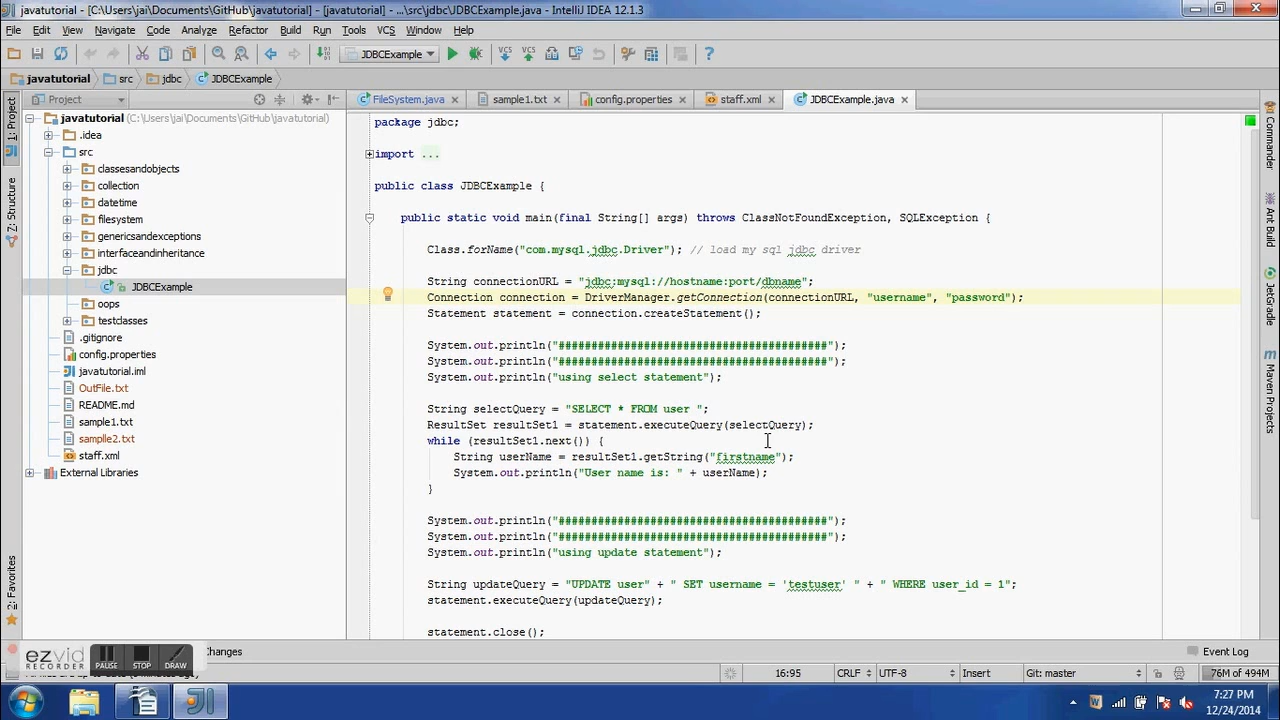 javatutorial - [C:\Users\jai\Documents\GitHub\javatutorial] - [javatutorial] - ...\src\jdbc\JDBCExample.java - IntelliJ IDEA 12.1.3
File Edit View Navigate Code Analyze Refactor Build Run Tools VCS Window Help
JDBCExample VCS VCS ?
javatutorial src jdbc JDBCExample
Project
FileSystem.java sample1.txt config.properties staff.xml JDBCExample.java
1: Project
Z: Structure
2: Favorites
javatutorial (C:\Users\jai\Documents\GitHub\javatutorial)
.idea
src
classesandobjects
collection
datetime
filesystem
genericsandexceptions
interfaceandinheritance
jdbc
JDBCExample
oops
testclasses
.gitignore
config.properties
javatutorial.iml
OutFile.txt
README.md
sample1.txt
samplle2.txt
staff.xml
External Libraries
package jdbc;
import ...
public class JDBCExample {
public static void main(final String[] args) throws ClassNotFoundException, SQLException {
Class.forName("com.mysql.jdbc.Driver"); // load my sql jdbc driver
String connectionURL = "jdbc:mysql://hostname:port/dbname";
Connection connection = DriverManager.getConnection(connectionURL, "username", "password");
Statement statement = connection.createStatement();
System.out.println("#########################################");
System.out.println("#########################################");
System.out.println("using select statement");
String selectQuery = "SELECT * FROM user ";
ResultSet resultSet1 = statement.executeQuery(selectQuery);
while (resultSet1.next()) {
String userName = resultSet1.getString("firstname");
System.out.println("User name is: " + userName);
}
System.out.println("#########################################");
System.out.println("#########################################");
System.out.println("using update statement");
String updateQuery = "UPDATE user" + " SET username = 'testuser' " + " WHERE user_id = 1";
statement.executeQuery(updateQuery);
statement.close();
Commander
Ant Build
JetGradle
Maven Projects
ezvid
RECORDER
PAUSE STOP DRAW
Changes
Event Log
16:95 CRLF UTF-8 Insert Git: master 76M of 494M
7:27 PM
12/24/2014